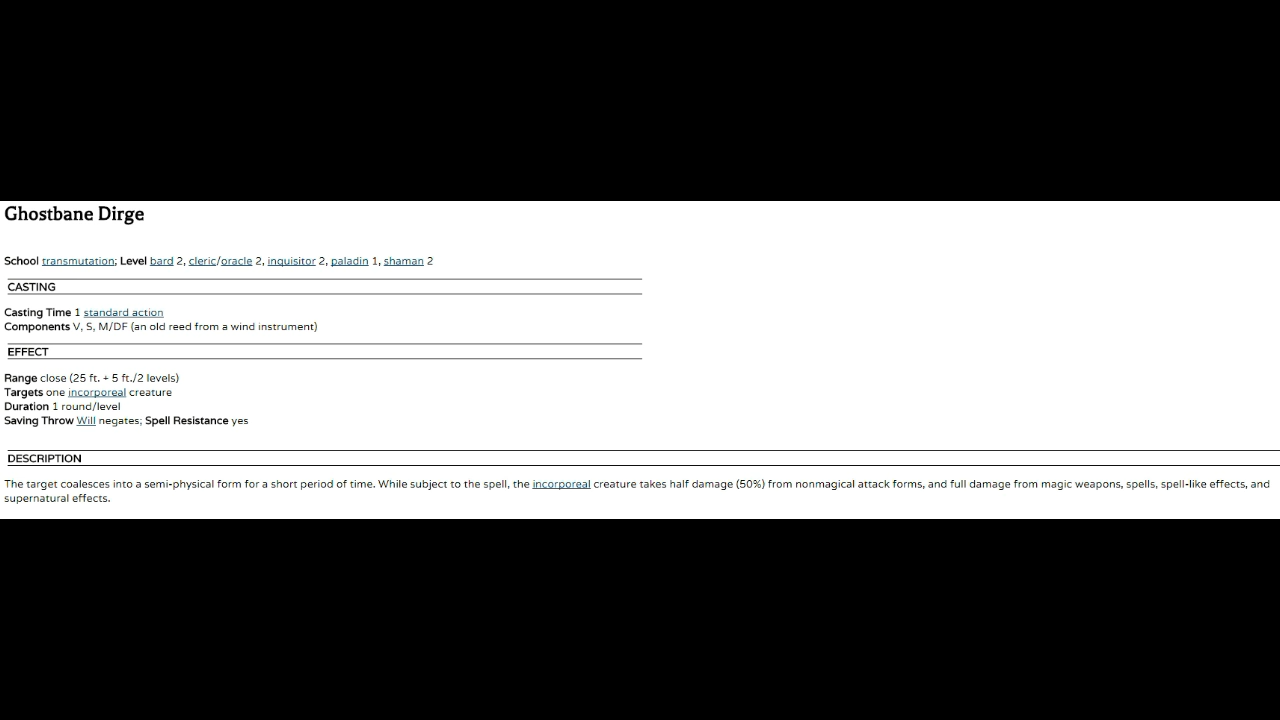 Ghostbane Dirge
School transmutation; Level bard 2, cleric/oracle 2, inquisitor 2, paladin 1, shaman 2
CASTING
Casting Time 1 standard action
Components V, S, M/DF (an old reed from a wind instrument)
EFFECT
Range close (25 ft. + 5 ft./2 levels)
Targets one incorporeal creature
Duration 1 round/level
Saving Throw Will negates; Spell Resistance yes
DESCRIPTION
The target coalesces into a semi-physical form for a short period of time. While subject to the spell, the incorporeal creature takes half damage (50%) from nonmagical attack forms, and full damage from magic weapons, spells, spell-like effects, and
supernatural effects.